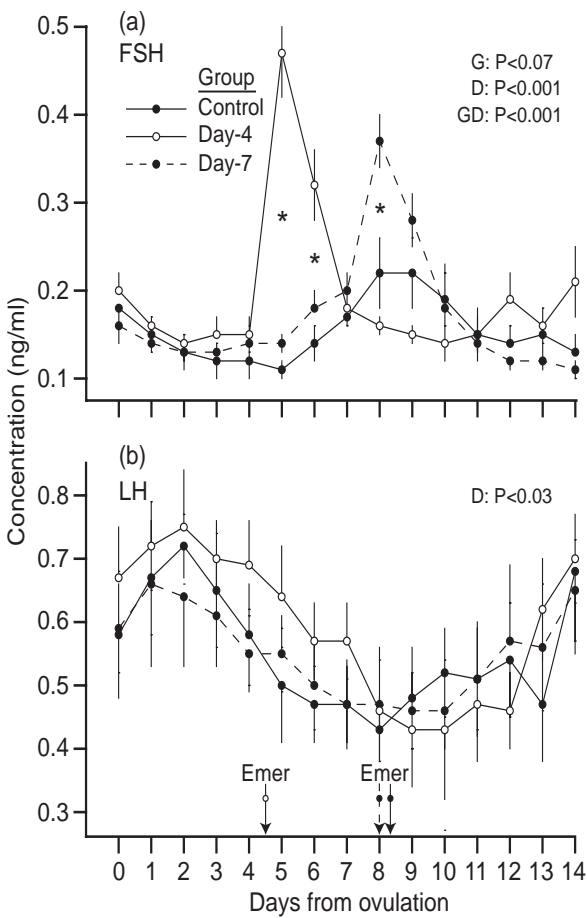 (a)
FSH
Group
Control
Day-4
Day-7
G: P<0.07
D: P<0.001
GD: P<0.001
0.5
0.4
0.3
0.2
0.1
*
*
*
Concentration (ng/ml)
(b)
LH
D: P<0.03
0.8
0.7
0.6
0.5
0.4
0.3
Emer Emer
0 1 2 3 4 5 6 7 8 9 10 11 12 13 14
Days from ovulation